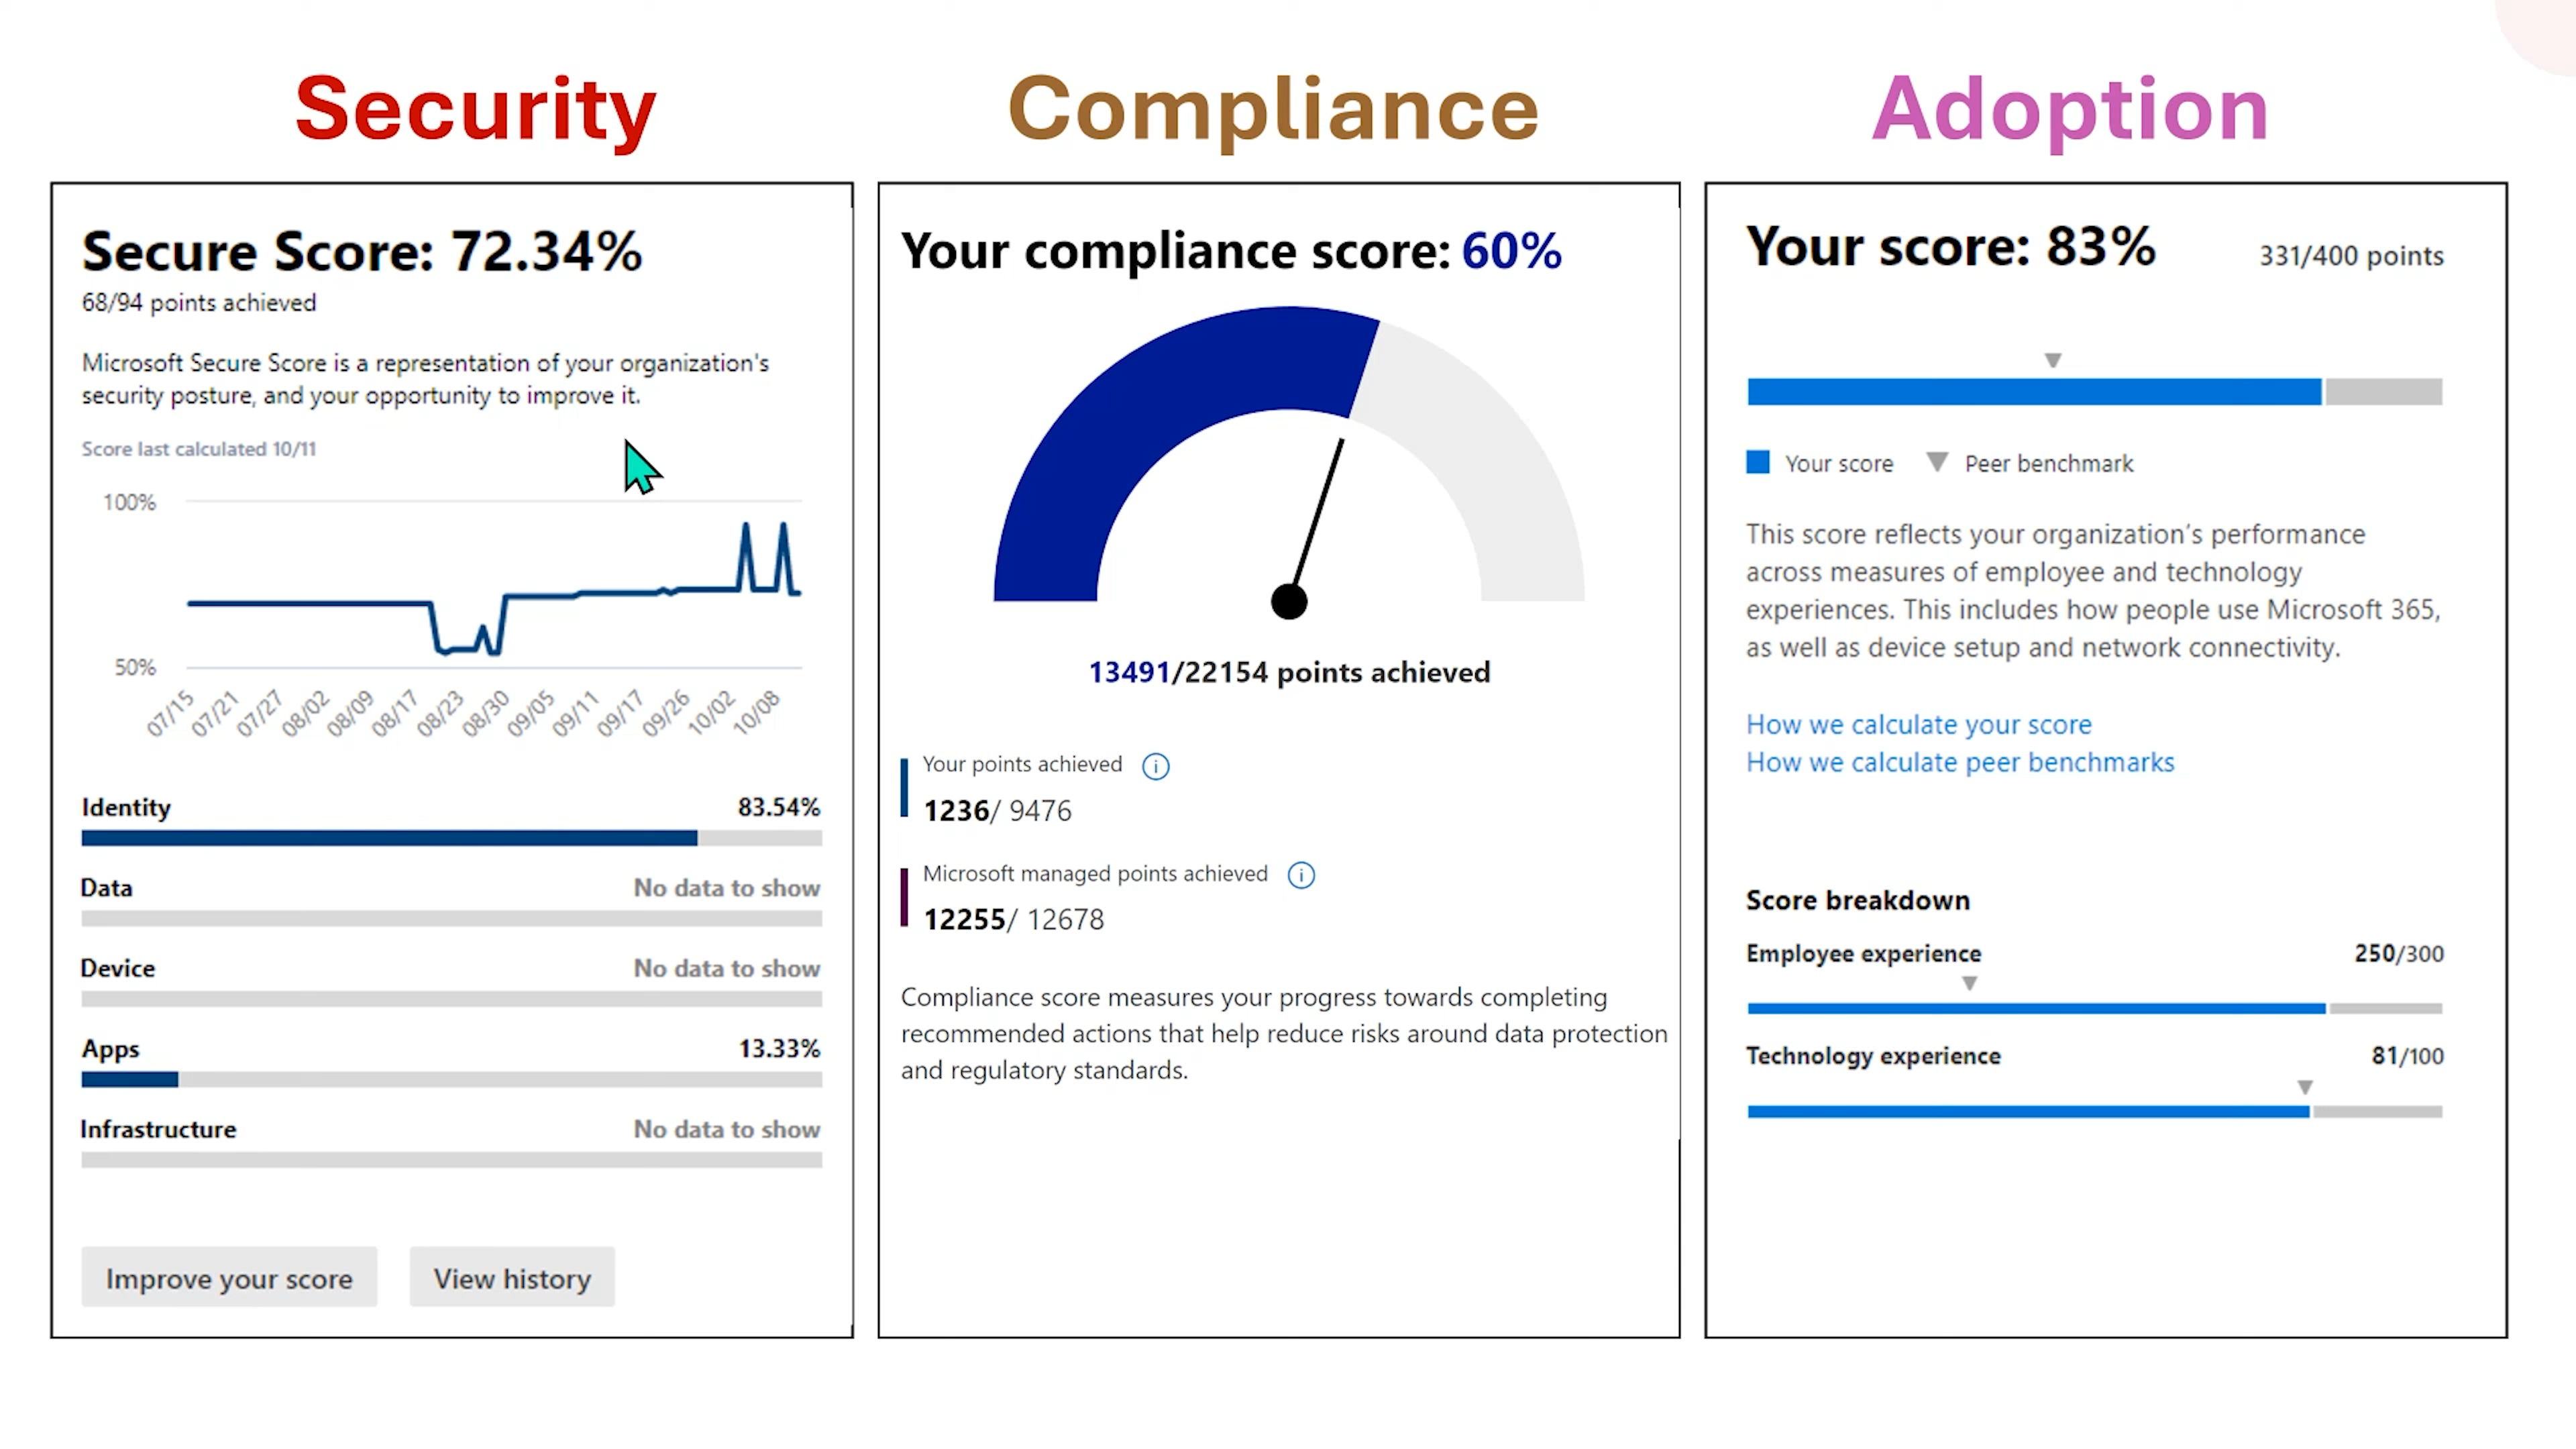 Security
Secure Score: 72.34%
68/94 points achieved
Microsoft Secure Score is a representation of your organization's
security posture, and your opportunity to improve it.
Score last calculated 10/11
100%
50%
07/15
07/21
07/27
08/02
08/09
08/17
08/23
08/30
09/05
09/11
09/17
09/26
10/02
10/08
Identity 83.54%
Data No data to show
Device No data to show
Apps 13.33%
Infrastructure No data to show
Improve your score View history
Compliance
Your compliance score: 60%
13491/22154 points achieved
Your points achieved
1236/ 9476
Microsoft managed points achieved
12255/ 12678
Compliance score measures your progress towards completing
recommended actions that help reduce risks around data protection
and regulatory standards.
Adoption
Your score: 83% 331/400 points
Your score Peer benchmark
This score reflects your organization’s performance
across measures of employee and technology
experiences. This includes how people use Microsoft 365,
as well as device setup and network connectivity.
How we calculate your score
How we calculate peer benchmarks
Score breakdown
Employee experience 250/300
Technology experience 81/100